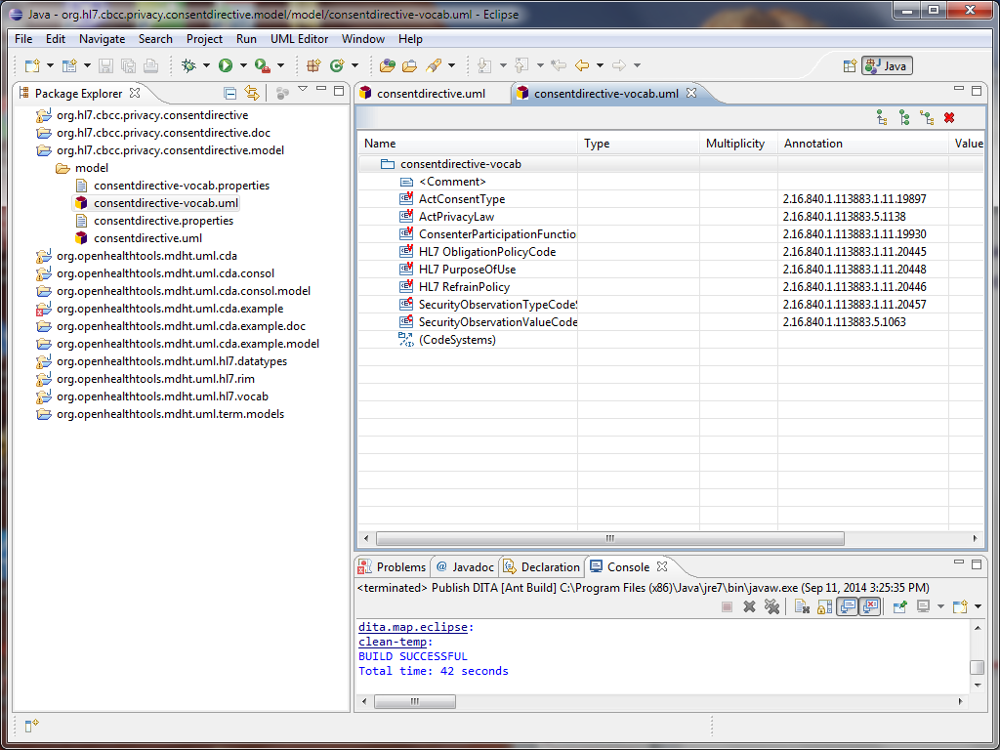 Java - org.hl7.cbcc.privacy.consentdirective.model/model/consentdirective-vocab.uml - Eclipse
File Edit Navigate Search Project Run UML Editor Window Help
Java
Package Explorer
org.hl7.cbcc.privacy.consentdirective
org.hl7.cbcc.privacy.consentdirective.doc
org.hl7.cbcc.privacy.consentdirective.model
model
consentdirective-vocab.properties
consentdirective-vocab.uml
consentdirective.properties
consentdirective.uml
org.openhealthtools.mdht.uml.cda
org.openhealthtools.mdht.uml.cda.consol
org.openhealthtools.mdht.uml.cda.consol.model
org.openhealthtools.mdht.uml.cda.example
org.openhealthtools.mdht.uml.cda.example.doc
org.openhealthtools.mdht.uml.cda.example.model
org.openhealthtools.mdht.uml.hl7.datatypes
org.openhealthtools.mdht.uml.hl7.rim
org.openhealthtools.mdht.uml.hl7.vocab
org.openhealthtools.mdht.uml.term.models
consentdirective.uml consentdirective-vocab.uml
Name Type Multiplicity Annotation Value
consentdirective-vocab
<Comment>
ActConsentType 2.16.840.1.113883.1.11.19897
ActPrivacyLaw 2.16.840.1.113883.5.1138
ConsenterParticipationFunctio 2.16.840.1.113883.1.11.19930
HL7 ObligationPolicyCode 2.16.840.1.113883.1.11.20445
HL7 PurposeOfUse 2.16.840.1.113883.1.11.20448
HL7 RefrainPolicy 2.16.840.1.113883.1.11.20446
SecurityObservationTypeCodeS 2.16.840.1.113883.1.11.20457
SecurityObservationValueCode 2.16.840.1.113883.5.1063
(CodeSystems)
Problems @ Javadoc Declaration Console
<terminated> Publish DITA [Ant Build] C:\Program Files (x86)\Java\jre7\bin\javaw.exe (Sep 11, 2014 3:25:35 PM)
dita.map.eclipse:
clean-temp:
BUILD SUCCESSFUL
Total time: 42 seconds